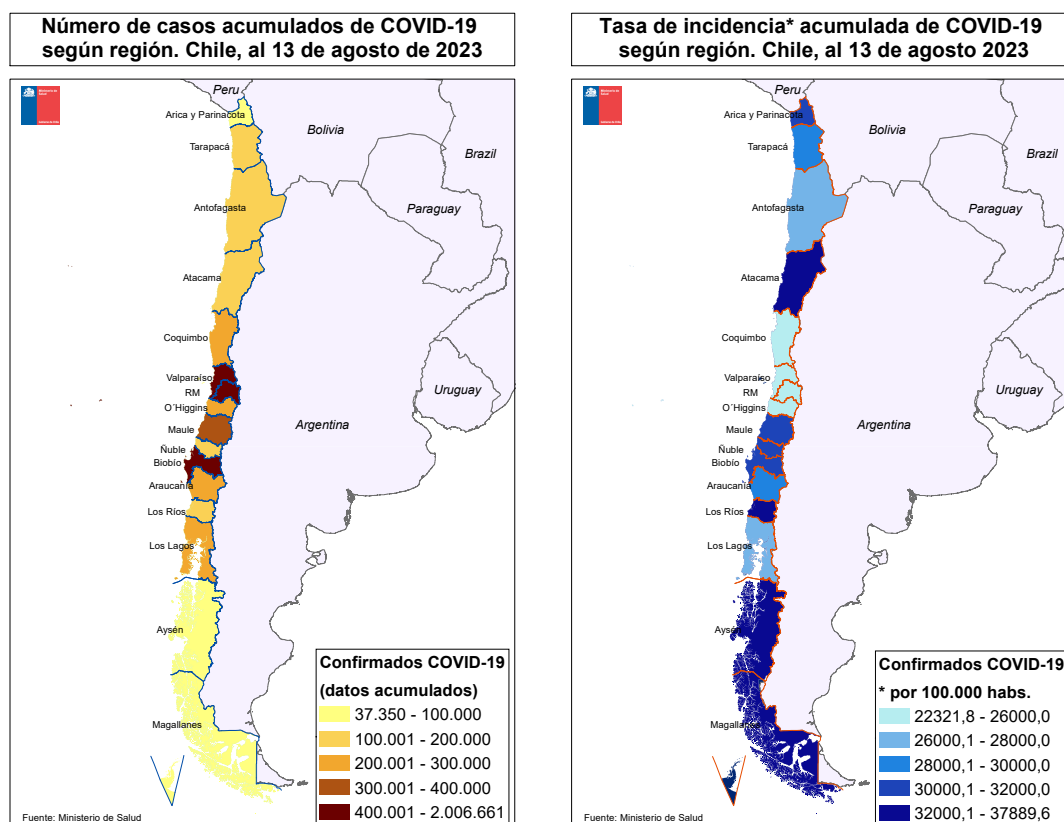 Número de casos acumulados de COVID-19
según región. Chile, al 13 de agosto de 2023
Peru
Arica y Parinacota
Bolivia
Tarapacá
Brazil
Antofagasta
Paraguay
Atacama
Coquimbo
Valparaíso
RM
Uruguay
O´Higgins
Argentina
Maule
Ñuble
Biobío
Araucanía
Los Ríos
Los Lagos
Aysén
Magallanes
Confirmados COVID-19
(datos acumulados)
37.350 - 100.000
100.001 - 200.000
200.001 - 300.000
300.001 - 400.000
400.001 - 2.006.661
Fuente: Ministerio de Salud
Tasa de incidencia* acumulada de COVID-19
según región. Chile, al 13 de agosto 2023
Peru
Arica y Parinacota
Bolivia
Tarapacá
Brazil
Antofagasta
Paraguay
Atacama
Coquimbo
Valparaíso
RM
Uruguay
O´Higgins
Argentina
Maule
Ñuble
Biobío
Araucanía
Los Ríos
Los Lagos
Aysén
Magallanes
Confirmados COVID-19
* por 100.000 habs.
22321,8 - 26000,0
26000,1 - 28000,0
28000,1 - 30000,0
30000,1 - 32000,0
32000,1 - 37889,6
Fuente: Ministerio de Salud